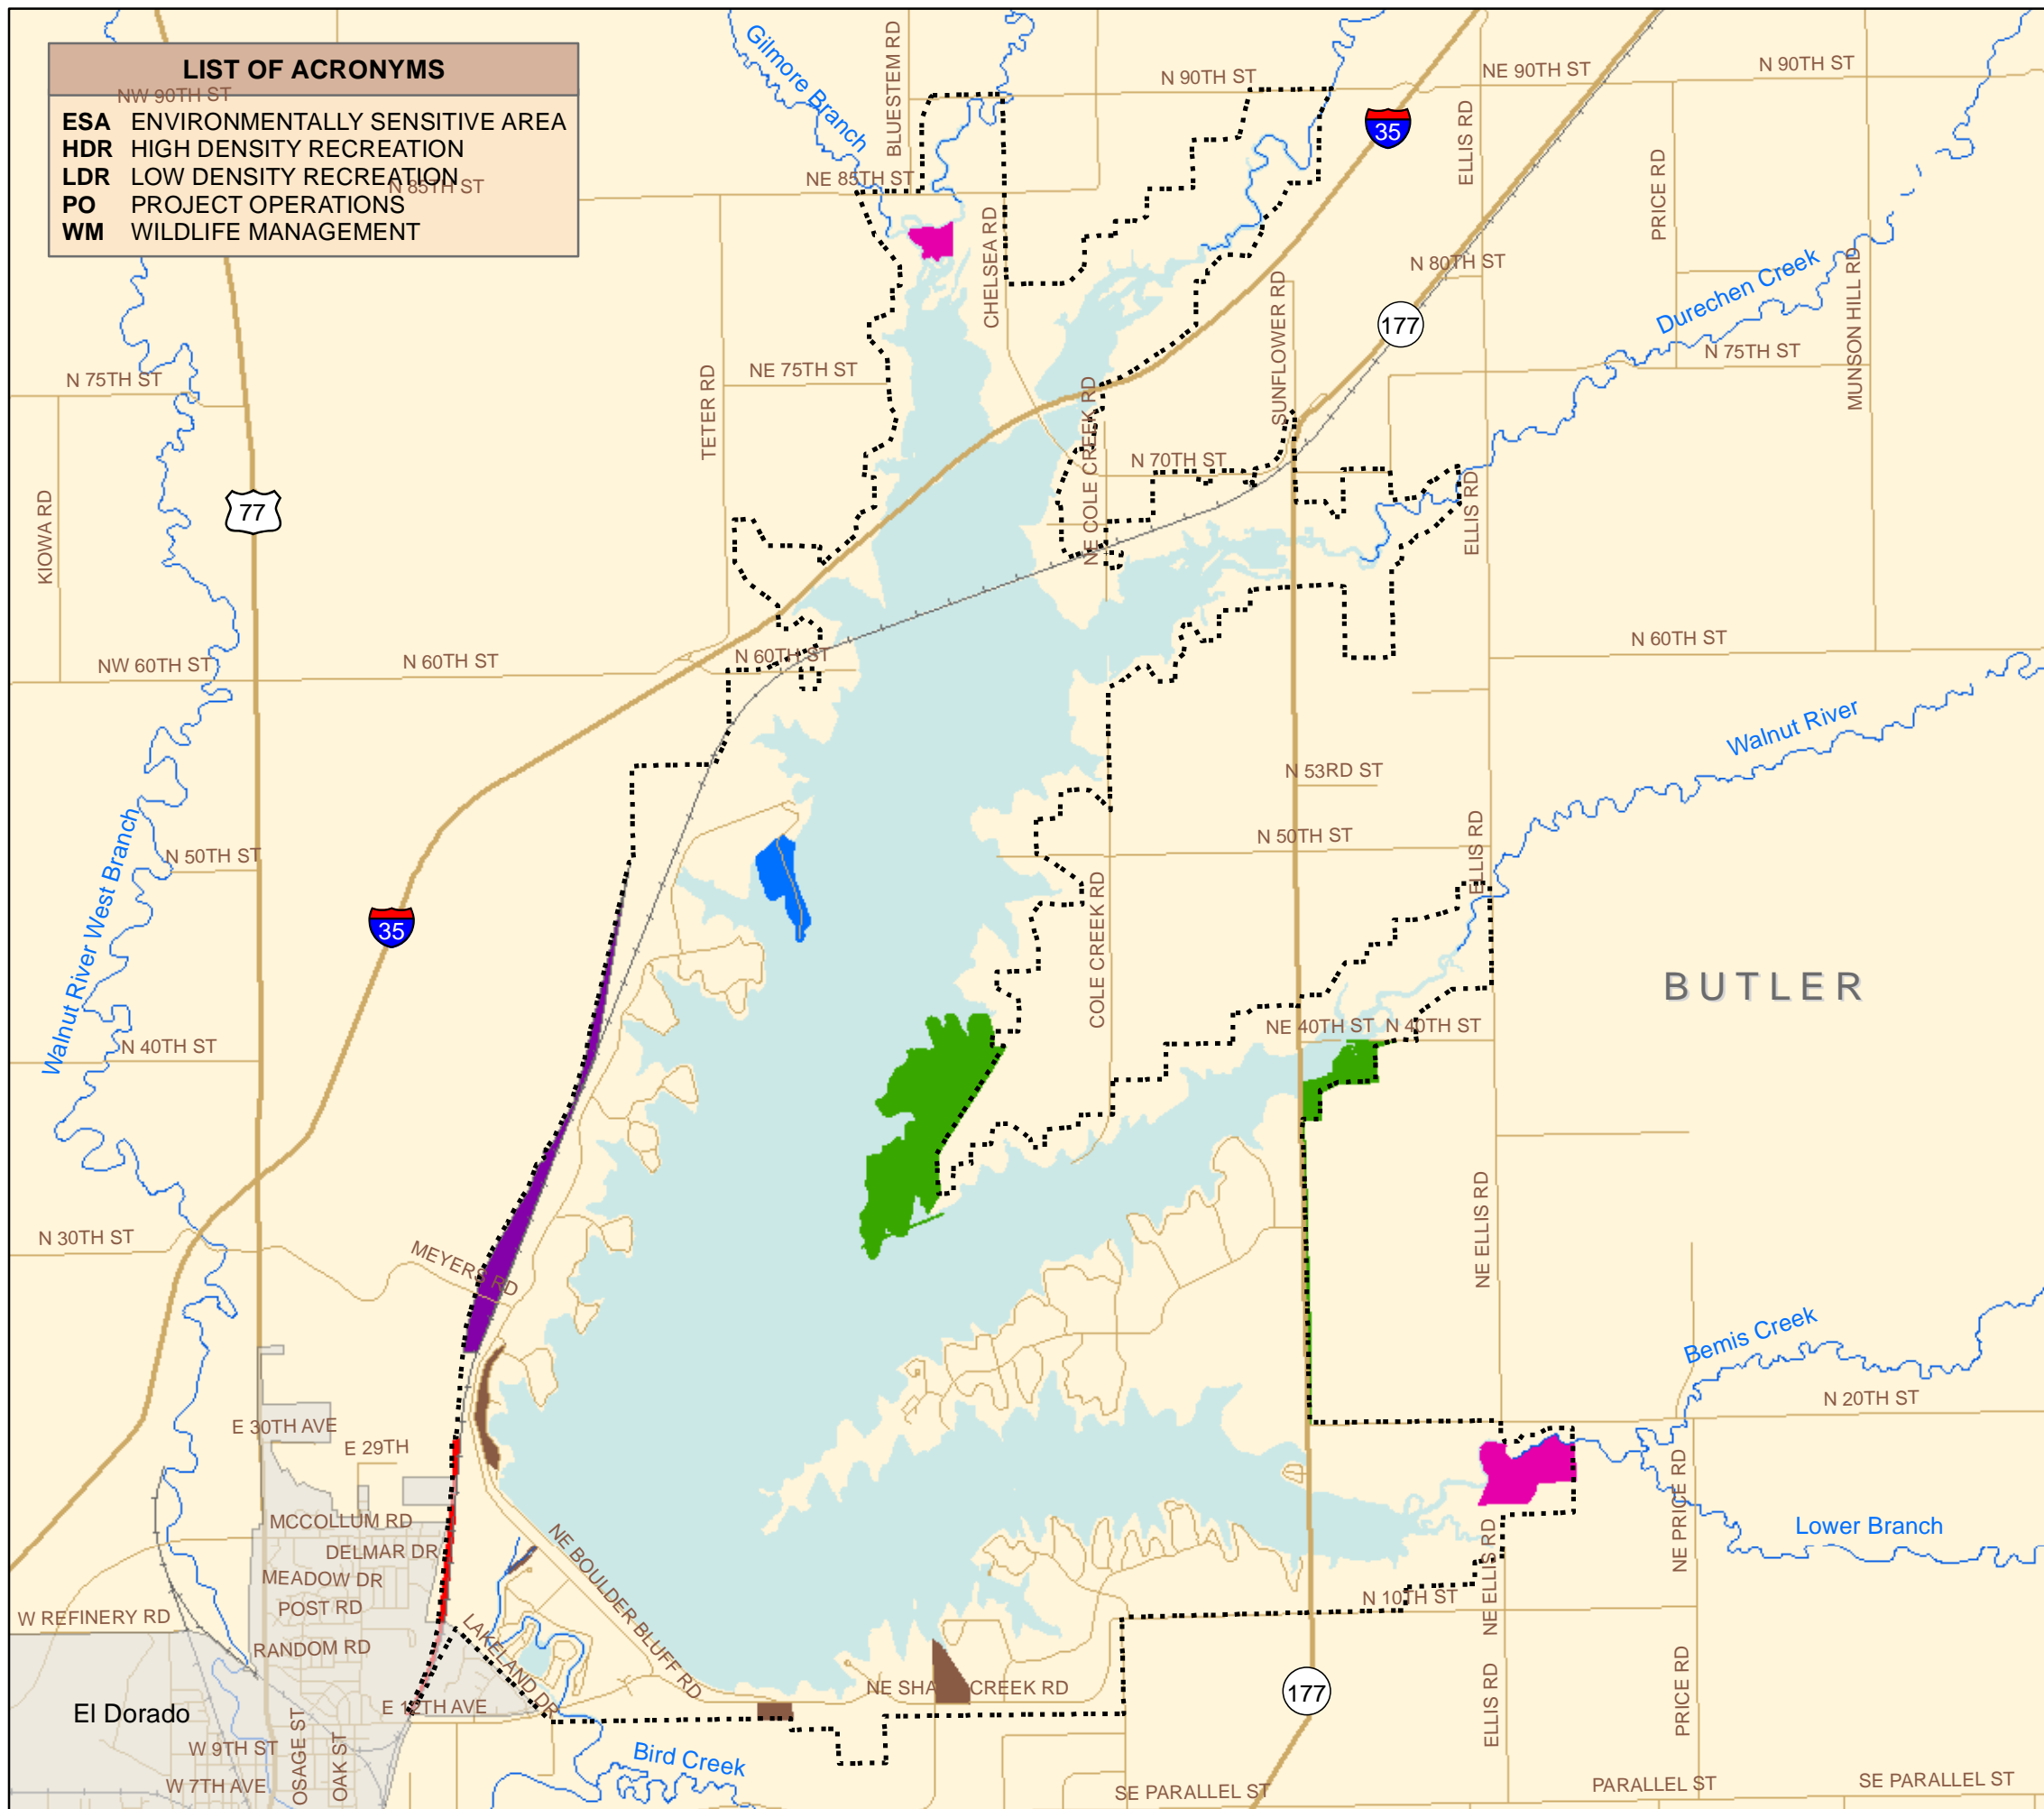 LIST OF ACRONYMS
ESA ENVIRONMENTALLY SENSITIVE AREA
HDR HIGH DENSITY RECREATION
LDR LOW DENSITY RECREATION
PO PROJECT OPERATIONS
WM WILDLIFE MANAGEMENT
NW 90TH ST
N 85TH ST
Gilmore Branch
BLUESTEM RD
N 90TH ST
NE 90TH ST
N 90TH ST
35
ELLIS RD
PRICE RD
NE 85TH ST
CHELSEA RD
N 80TH ST
Durechen Creek
MUNSON HILL RD
SUNFLOWER RD
177
N 75TH ST
NE 75TH ST
N 75TH ST
TETER RD
NE COLE CREEK RD
N 70TH ST
ELLIS RD
KIOWA RD
77
NW 60TH ST
N 60TH ST
N 60TH ST
N 60TH ST
Walnut River
N 53RD ST
N 50TH ST
N 50TH ST
ELLIS RD
Walnut River West Branch
35
COLE CREEK RD
BUTLER
N 40TH ST
NE 40TH ST
N 40TH ST
N 30TH ST
MEYERS RD
NE ELLIS RD
Bemis Creek
N 20TH ST
E 30TH AVE
E 29TH
NE PRICE RD
Lower Branch
MCCOLLUM RD
DELMAR DR
MEADOW DR
POST RD
RANDOM RD
W REFINERY RD
NE BOULDER BLUFF RD
LAKELAND DR
NE ELLIS RD
N 10TH ST
El Dorado
E 12TH AVE
NE SHA CREEK RD
177
ELLIS RD
PRICE RD
W 9TH ST
OSAGE ST
OAK ST
W 7TH AVE
Bird Creek
SE PARALLEL ST
PARALLEL ST
SE PARALLEL ST